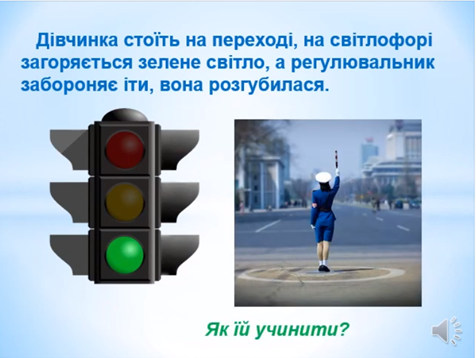 Дівчинка стоїть на переході, на світлофорі
загоряється зелене світло, а регулювальник
забороняє іти, вона розгубилася.
Як їй учинити?